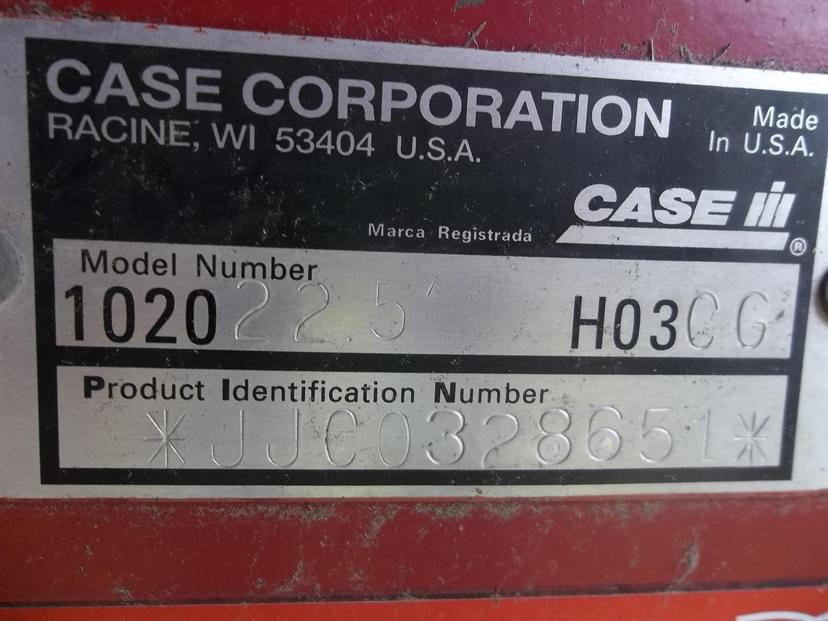 CASE CORPORATION
RACINE, WI 53404 U.S.A.
Made
In U.S.A.
CASE IH
Marca Registrada
®
Model Number
1020 22.5' H03CG
Product Identification Number
*JJC0328651*